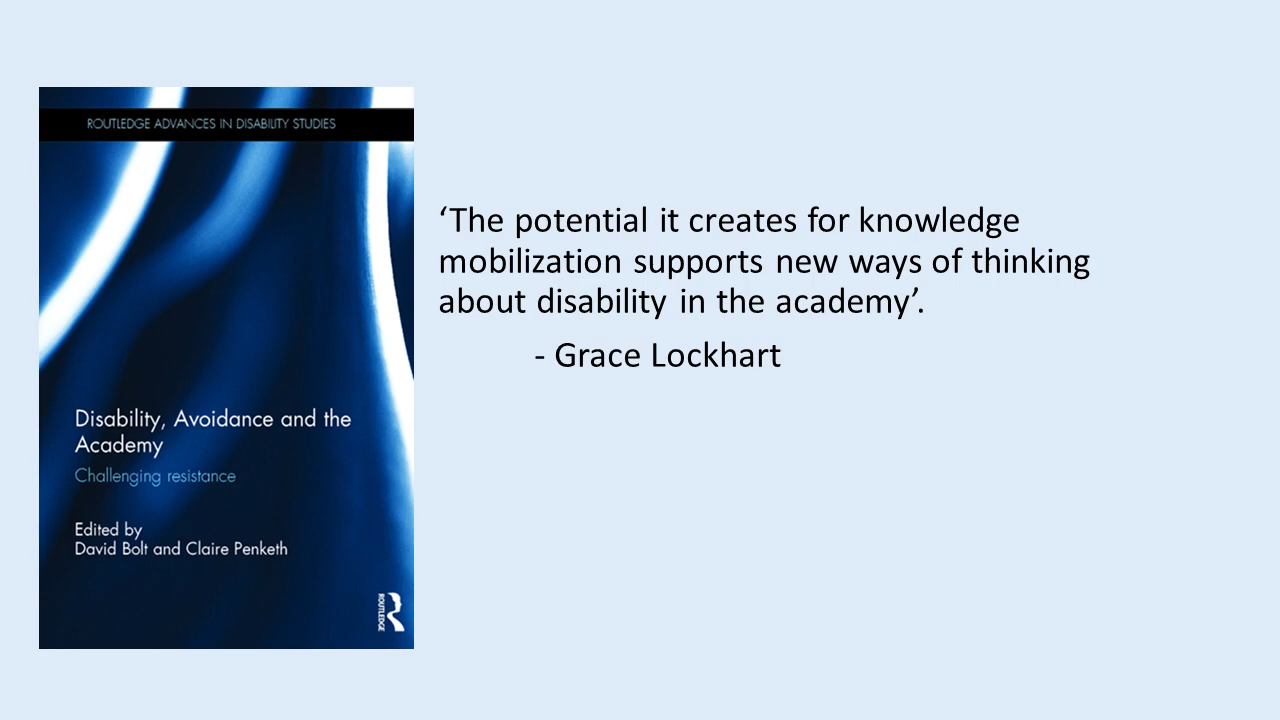 ROUTLEDGE ADVANCES IN DISABILITY STUDIES
Disability, Avoidance and the
Academy
Challenging resistance
Edited by
David Bolt and Claire Penketh
ROUTLEDGE
‘The potential it creates for knowledge
mobilization supports new ways of thinking
about disability in the academy’.
- Grace Lockhart